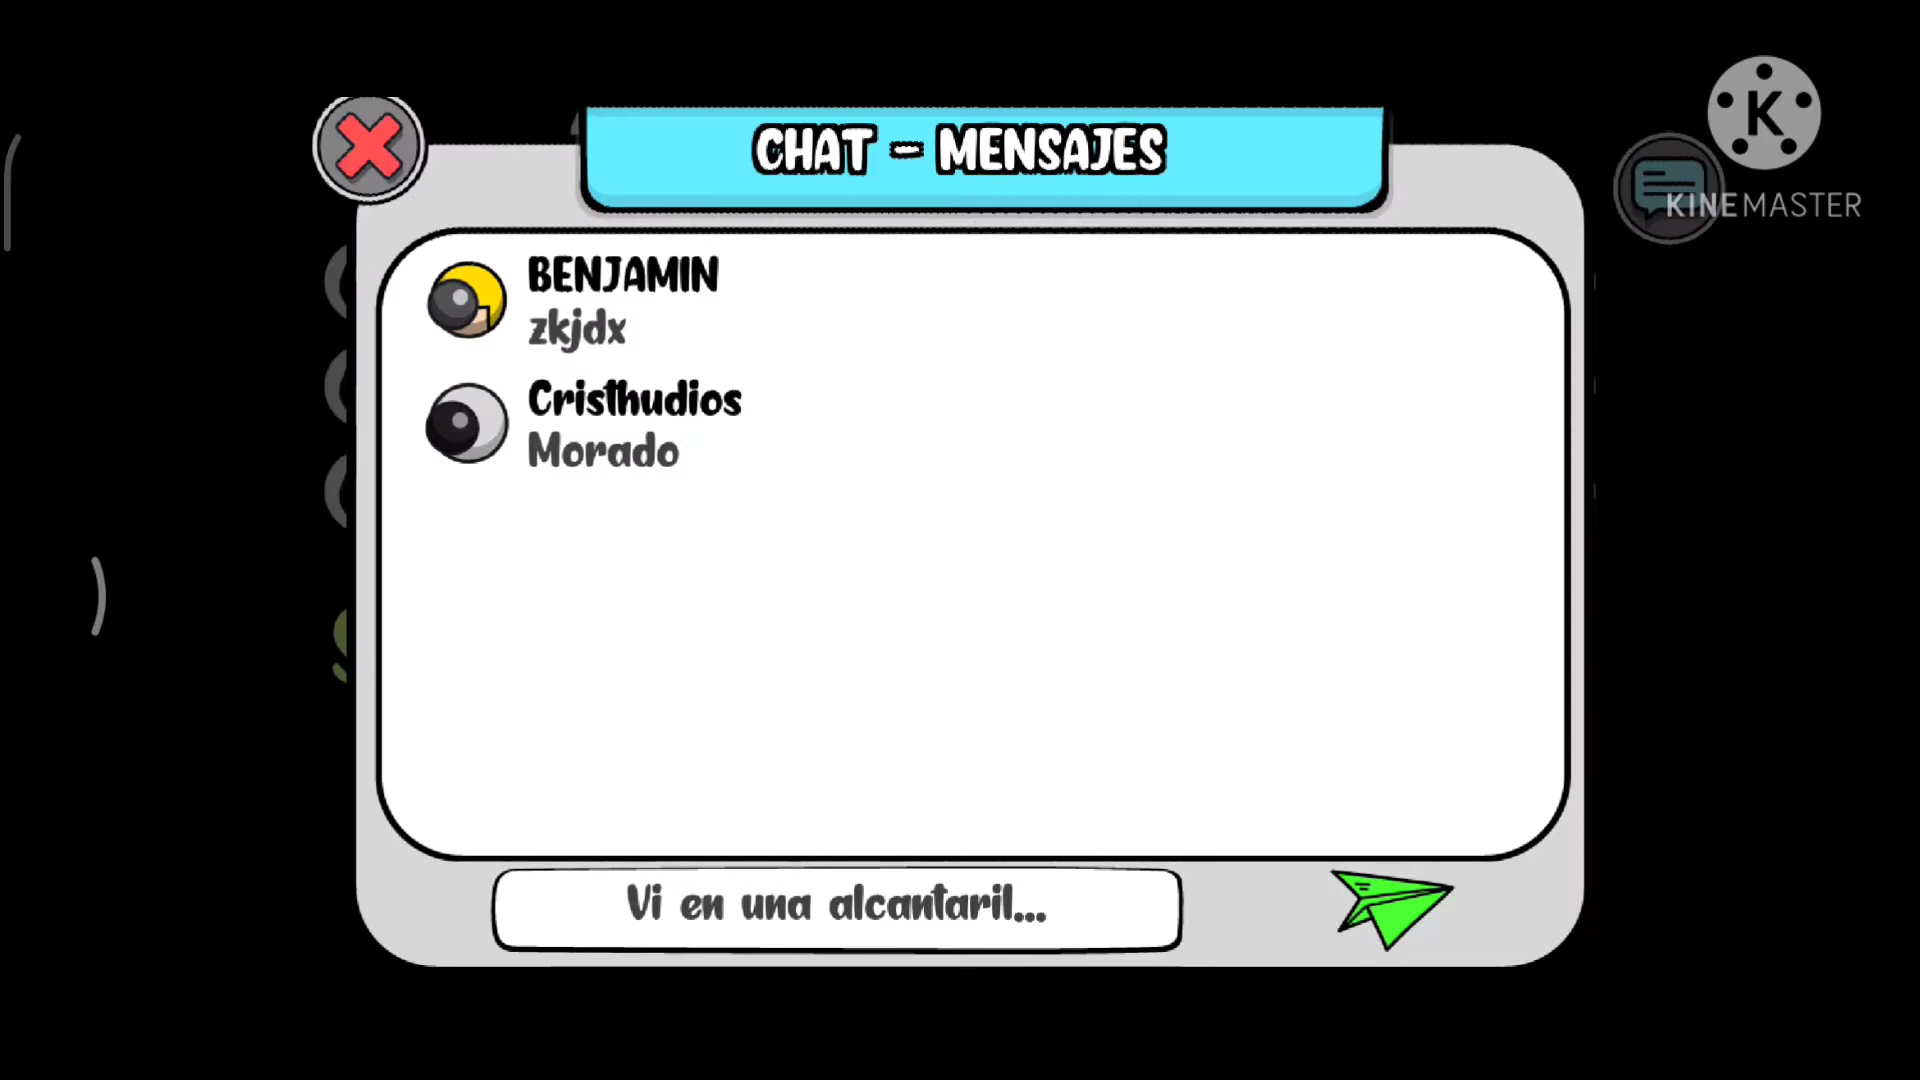 CHAT - MENSAJES
K
KINEMASTER
BENJAMIN
zkjdx
Cristhudios
Morado
Vi en una alcantaril...